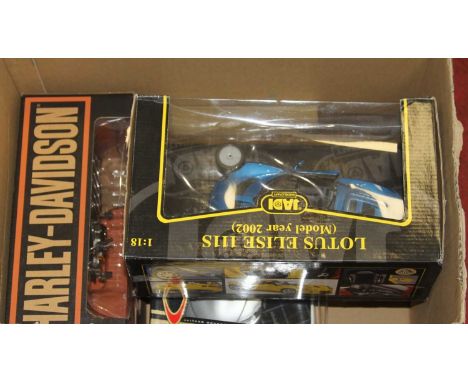 HARLEY-DAVIDSON
JADI
LOTUS ELISE 111S
(Model year 2002)
1:18